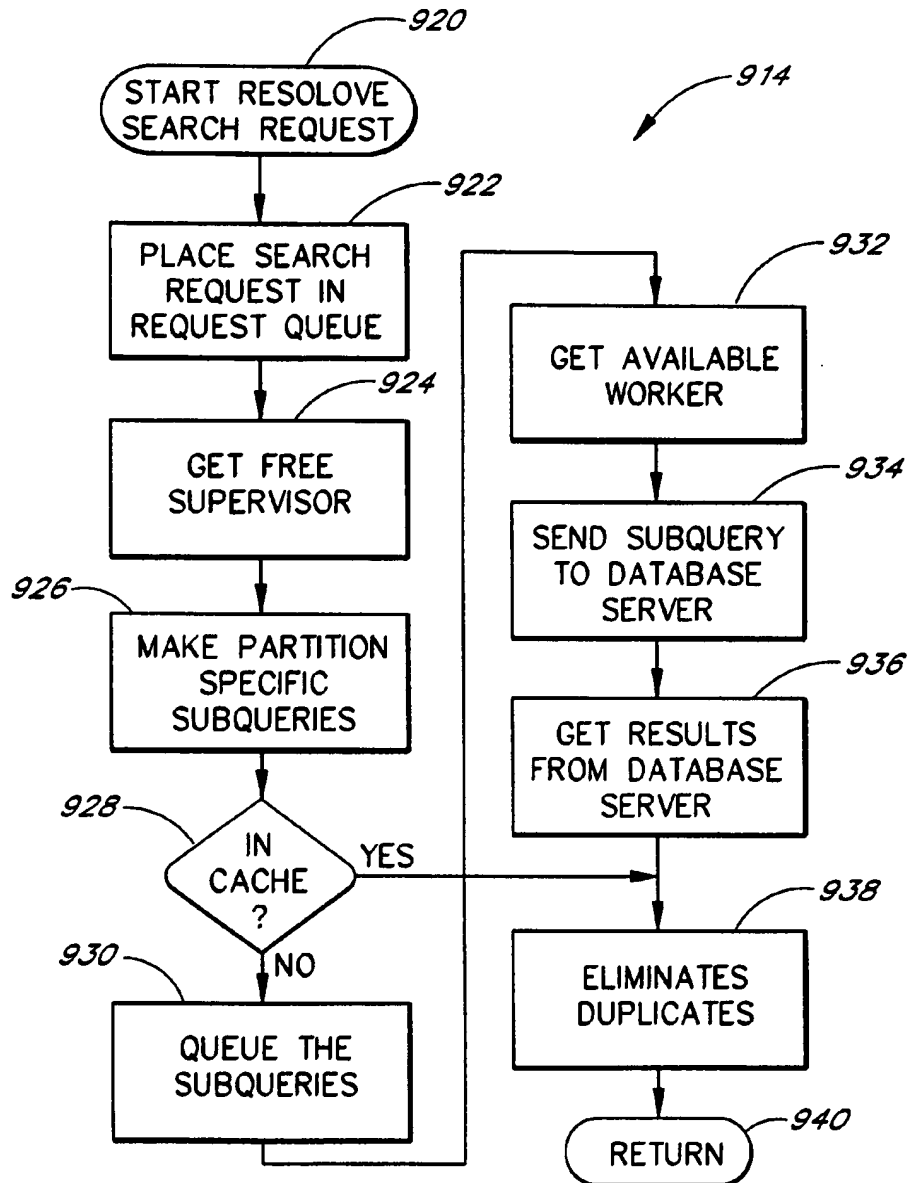 920
START RESOLOVE
SEARCH REQUEST
914
922
PLACE SEARCH
REQUEST IN
REQUEST QUEUE
924
GET FREE
SUPERVISOR
926
MAKE PARTITION
SPECIFIC
SUBQUERIES
928
IN
CACHE
?
YES
NO
930
QUEUE THE
SUBQUERIES
932
GET AVAILABLE
WORKER
934
SEND SUBQUERY
TO DATABASE
SERVER
936
GET RESULTS
FROM DATABASE
SERVER
938
ELIMINATES
DUPLICATES
940
RETURN